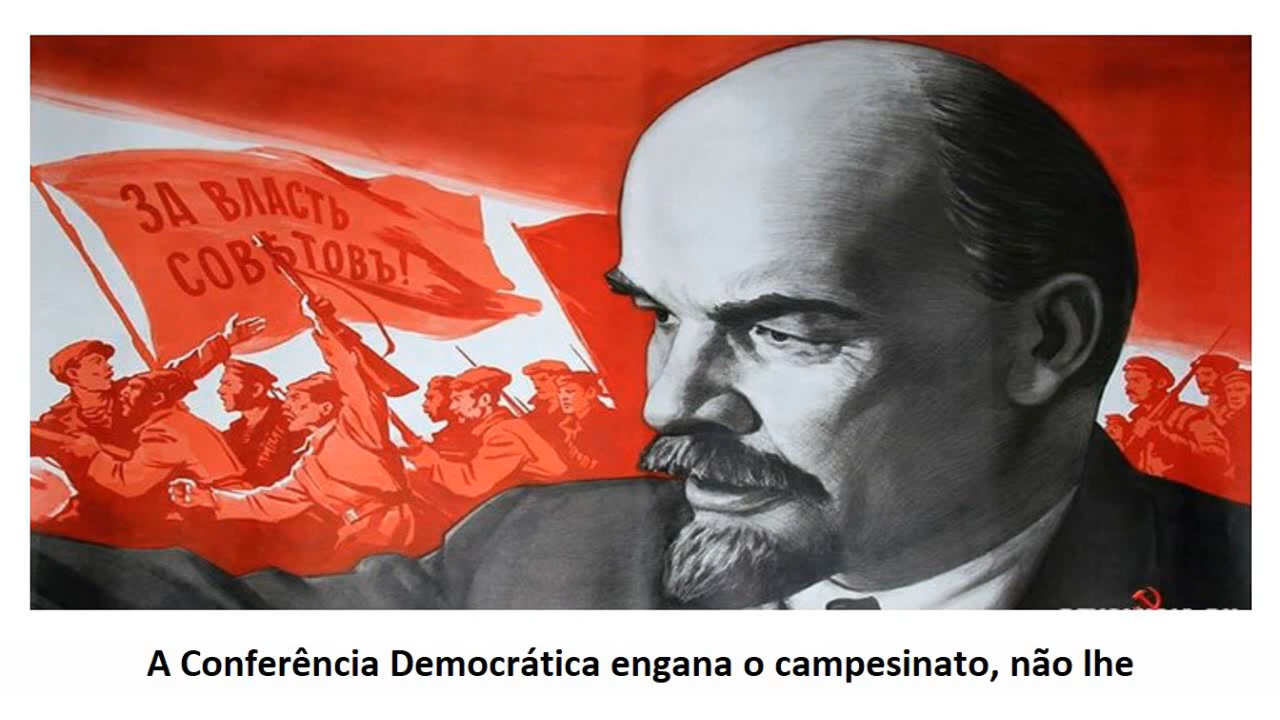 ЗА ВЛАСТЬ
СОВѢТОВЪ!
A Conferência Democrática engana o campesinato, não lhe